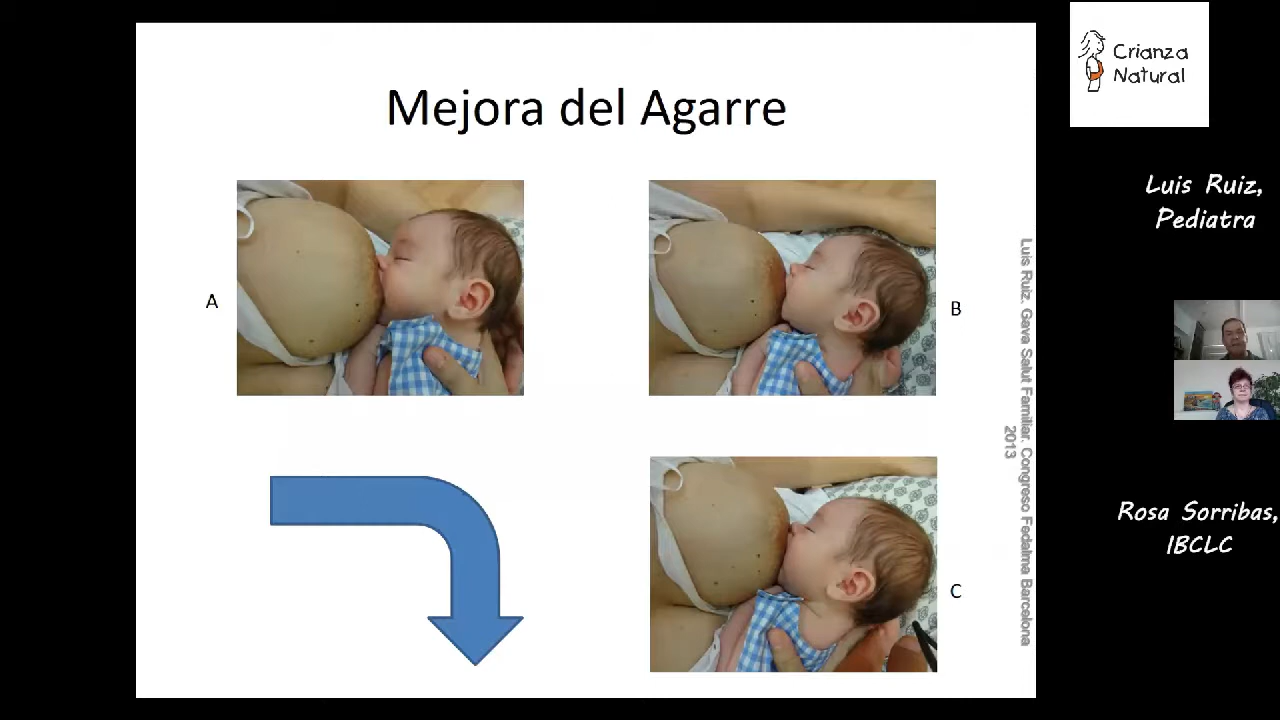 Mejora del Agarre
A
B
C
Luis Ruiz. Gava Salut Familiar. Congreso Fedalma Barcelona
2013
Crianza
Natural
Luis Ruiz,
Pediatra
Rosa Sorribas,
IBCLC